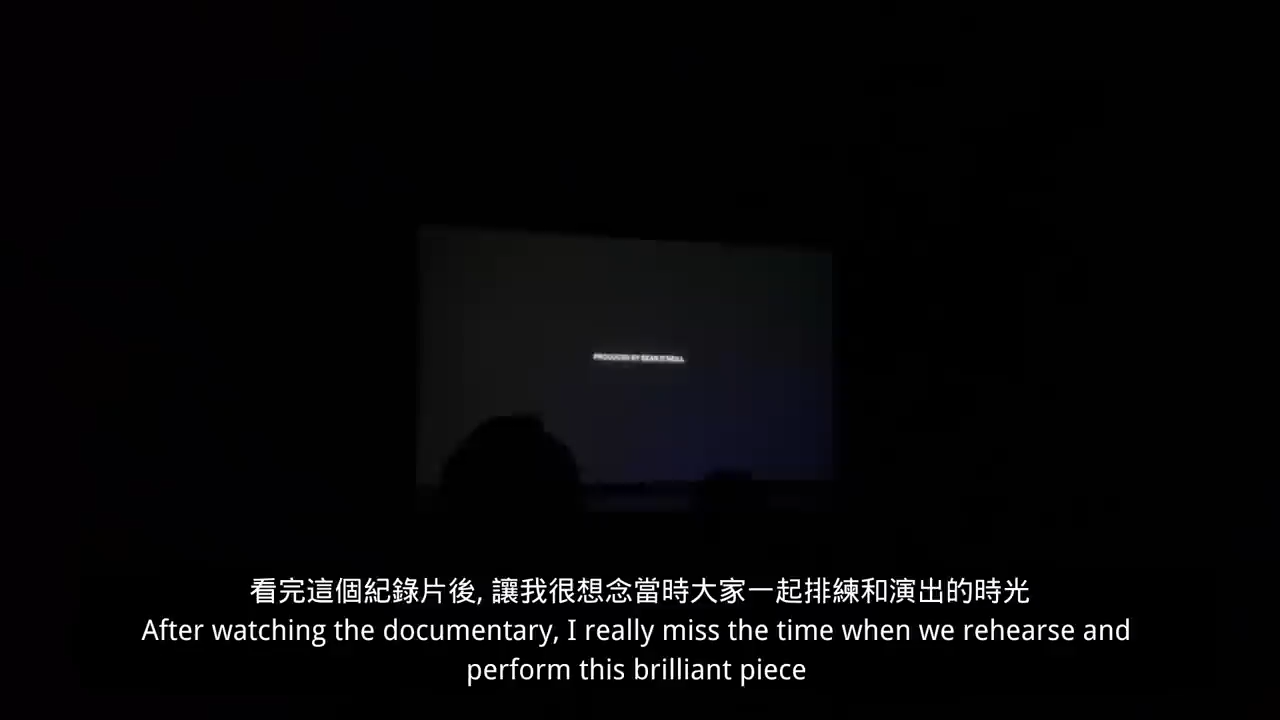 PRODUCED BY SEAN O'NEILL
看完這個紀錄片後, 讓我很想念當時大家一起排練和演出的時光
After watching the documentary, I really miss the time when we rehearse and
perform this brilliant piece